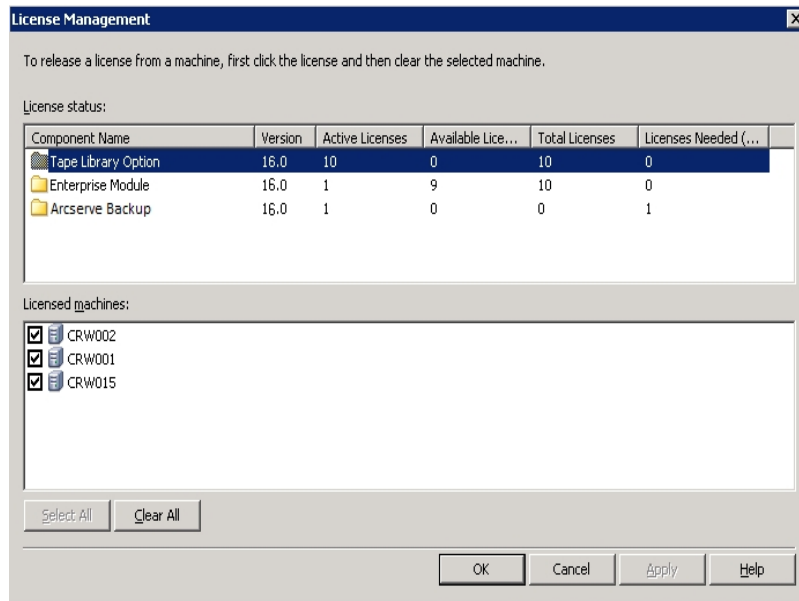 License Management
To release a license from a machine, first click the license and then clear the selected machine.
License status:
Component Name Version Active Licenses Available Lice... Total Licenses Licenses Needed (...
Tape Library Option 16.0 10 0 10 0
Enterprise Module 16.0 1 9 10 0
Arcserve Backup 16.0 1 0 0 1
Licensed machines:
CRW002
CRW001
CRW015
Select All Clear All
OK Cancel Apply Help